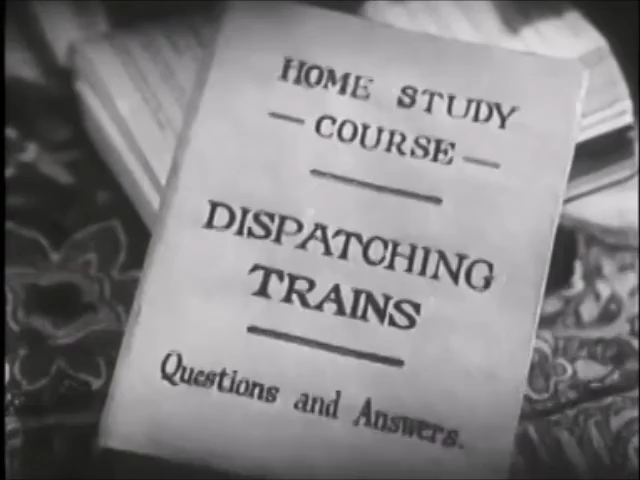 HOME STUDY
— COURSE —
DISPATCHING
TRAINS
Questions and Answers.